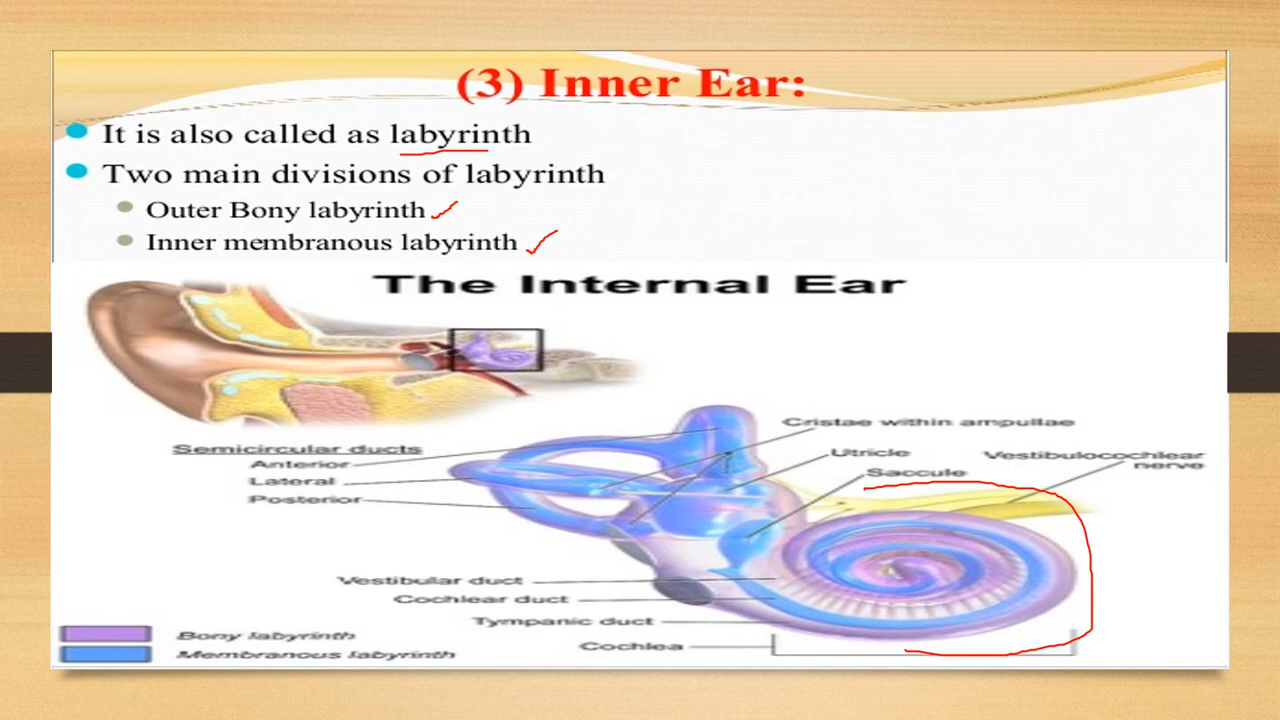 (3) Inner Ear:
It is also called as labyrinth
Two main divisions of labyrinth
Outer Bony labyrinth
Inner membranous labyrinth
The Internal Ear
Semicircular ducts
Anterior
Lateral
Posterior
Cristae within ampullae
Utricle
Saccule
Vestibulocochlear
nerve
Vestibular duct
Cochlear duct
Tympanic duct
Cochlea
Bony labyrinth
Membranous labyrinth